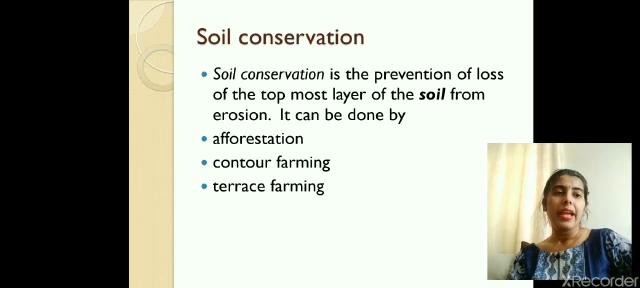 Soil conservation
• Soil conservation is the prevention of loss
of the top most layer of the soil from
erosion. It can be done by
• afforestation
• contour farming
• terrace farming
XRecorder